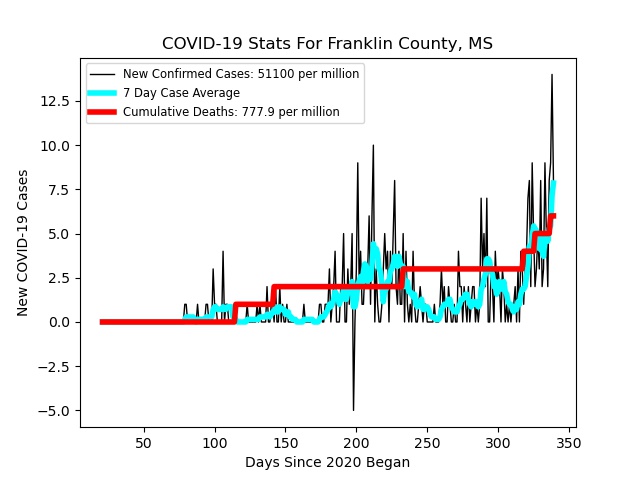 COVID-19 Stats For Franklin County, MS
New Confirmed Cases: 51100 per million
7 Day Case Average
Cumulative Deaths: 777.9 per million
New COVID-19 Cases
12.5
10.0
7.5
5.0
2.5
0.0
−2.5
−5.0
50 100 150 200 250 300 350
Days Since 2020 Began